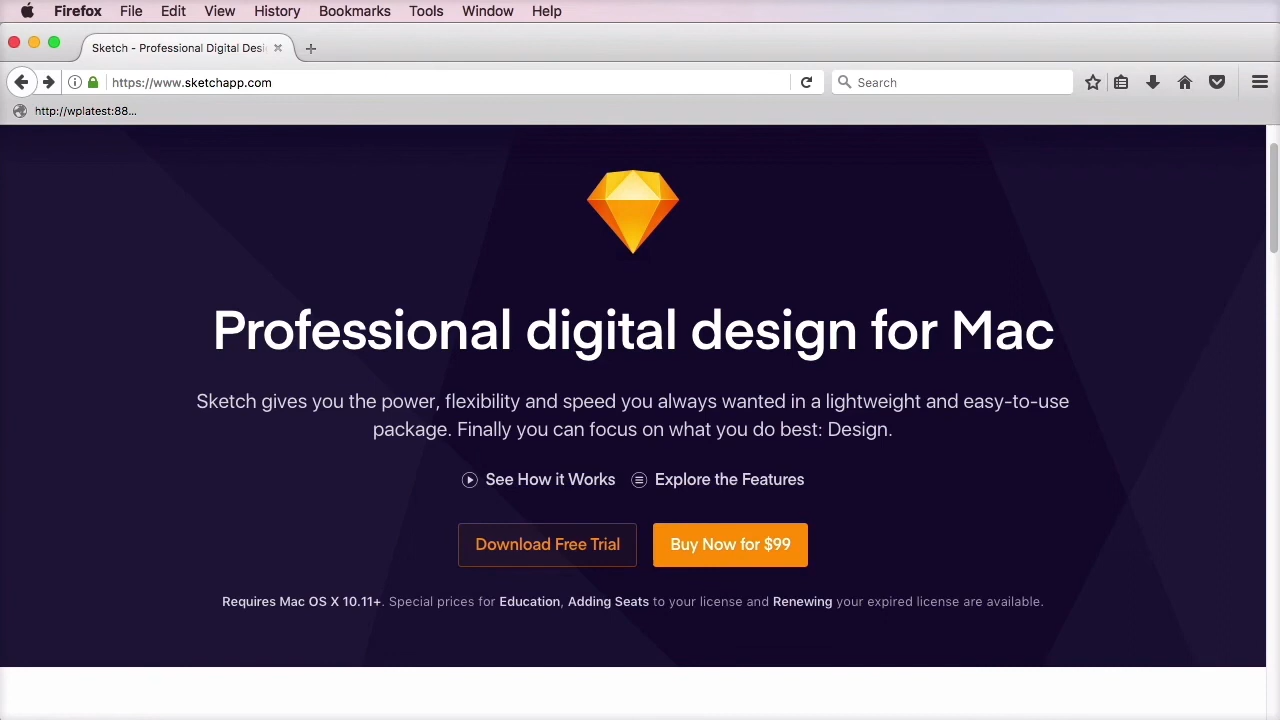 Firefox File Edit View History Bookmarks Tools Window Help
Sketch - Professional Digital Desi
https://www.sketchapp.com
Search
http://wplatest:88...
Professional digital design for Mac
Sketch gives you the power, flexibility and speed you always wanted in a lightweight and easy-to-use
package. Finally you can focus on what you do best: Design.
See How it Works Explore the Features
Download Free Trial Buy Now for $99
Requires Mac OS X 10.11+. Special prices for Education, Adding Seats to your license and Renewing your expired license are available.